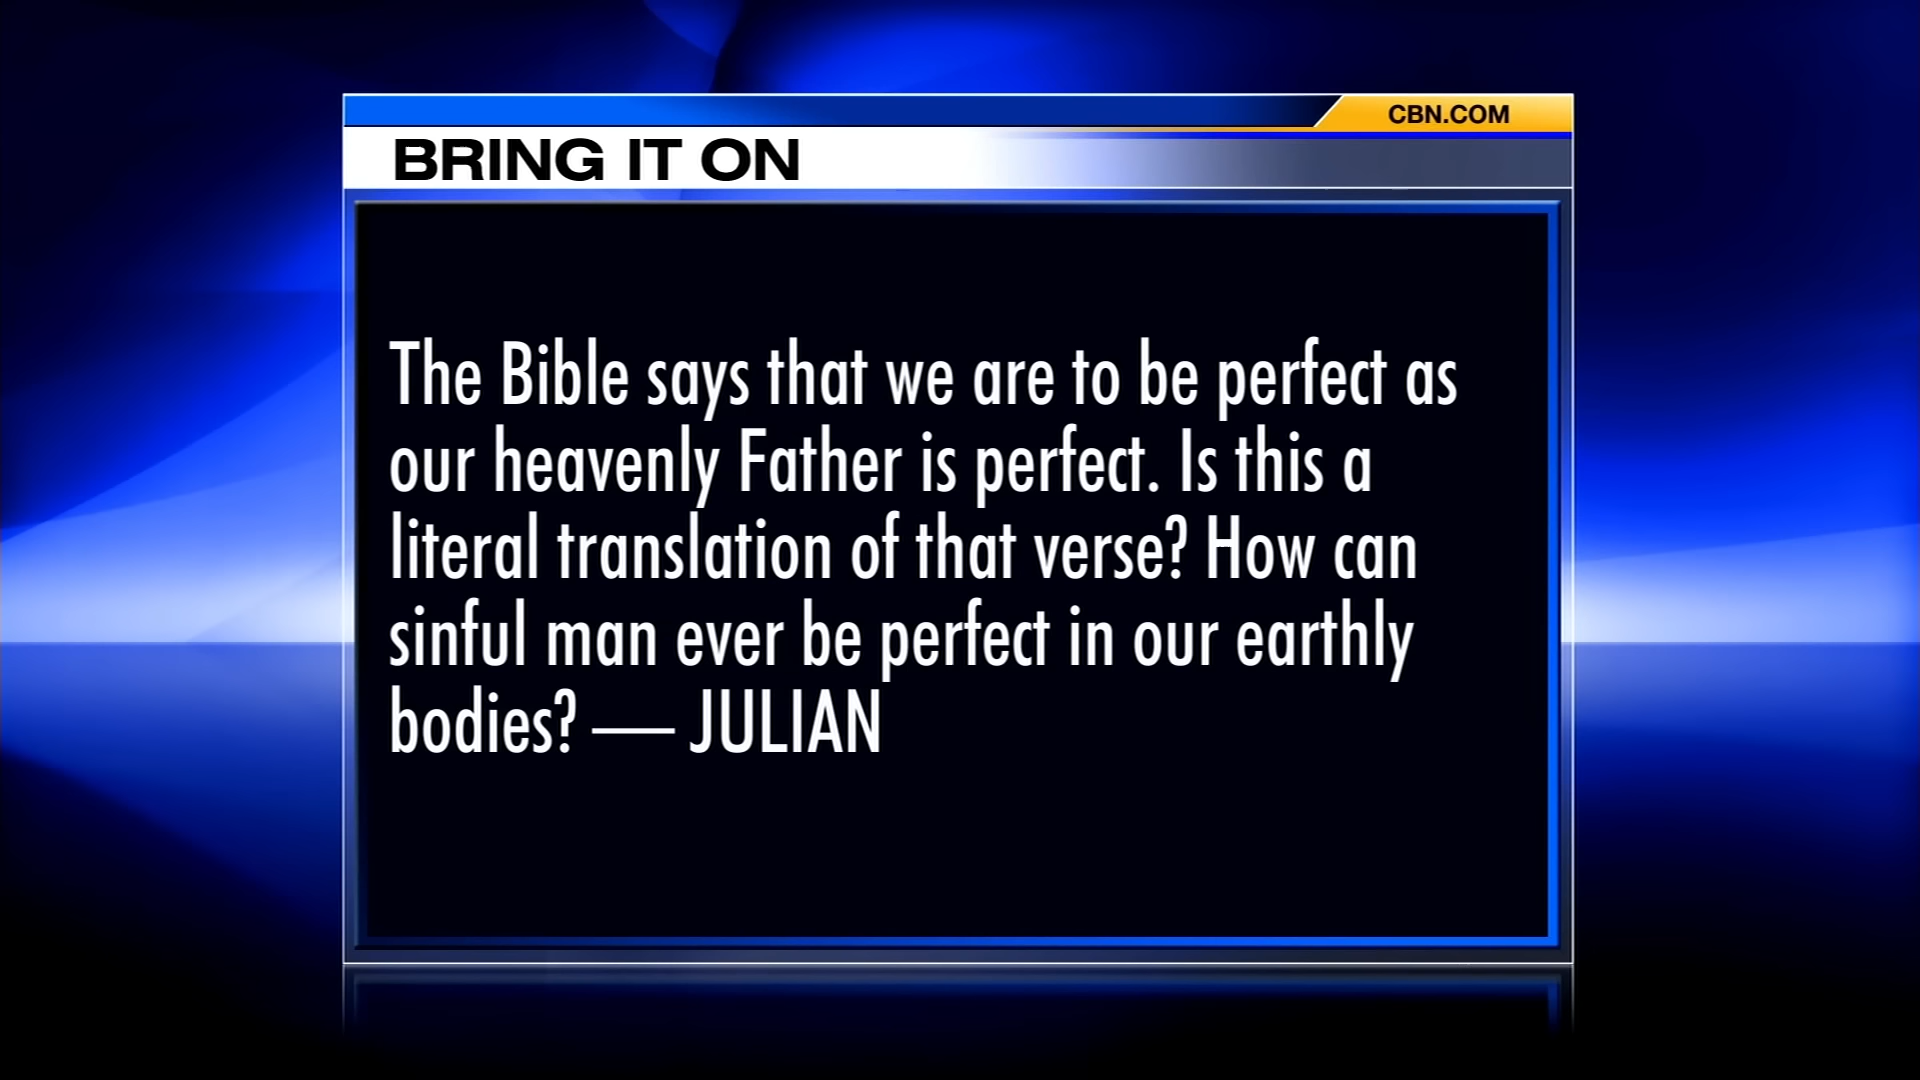 CBN.COM
BRING IT ON
The Bible says that we are to be perfect as
our heavenly Father is perfect. Is this a
literal translation of that verse? How can
sinful man ever be perfect in our earthly
bodies? — JULIAN